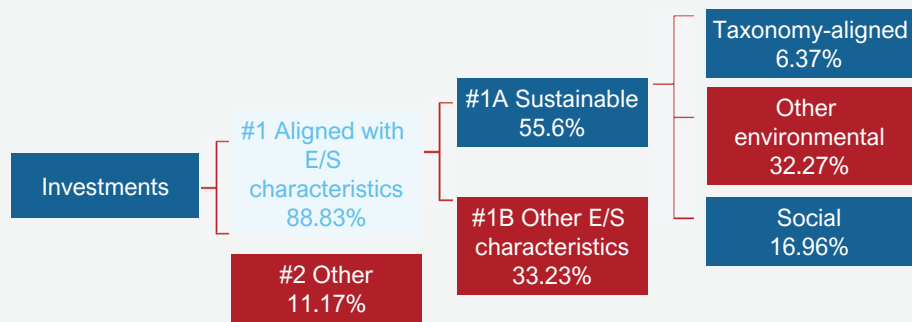 Investments
#1 Aligned with
E/S
characteristics
88.83%
#2 Other
11.17%
#1A Sustainable
55.6%
#1B Other E/S
characteristics
33.23%
Taxonomy-aligned
6.37%
Other
environmental
32.27%
Social
16.96%